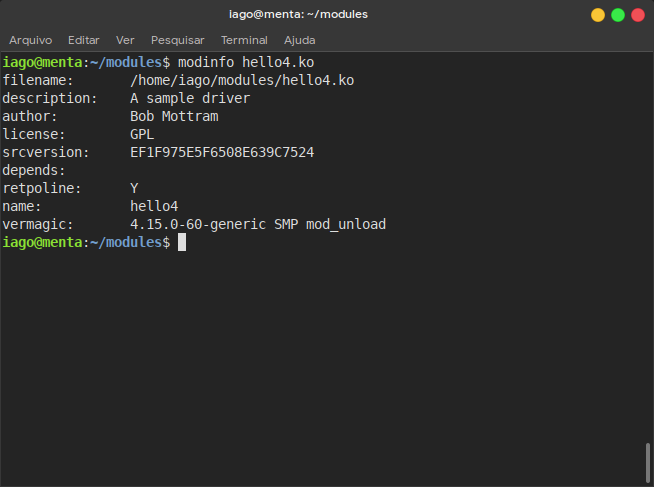 iago@menta: ~/modules
Arquivo Editar Ver Pesquisar Terminal Ajuda
iago@menta:~/modules$ modinfo hello4.ko
filename:       /home/iago/modules/hello4.ko
description:    A sample driver
author:         Bob Mottram
license:        GPL
srcversion:     EF1F975E5F6508E639C7524
depends:
retpoline:      Y
name:           hello4
vermagic:       4.15.0-60-generic SMP mod_unload
iago@menta:~/modules$